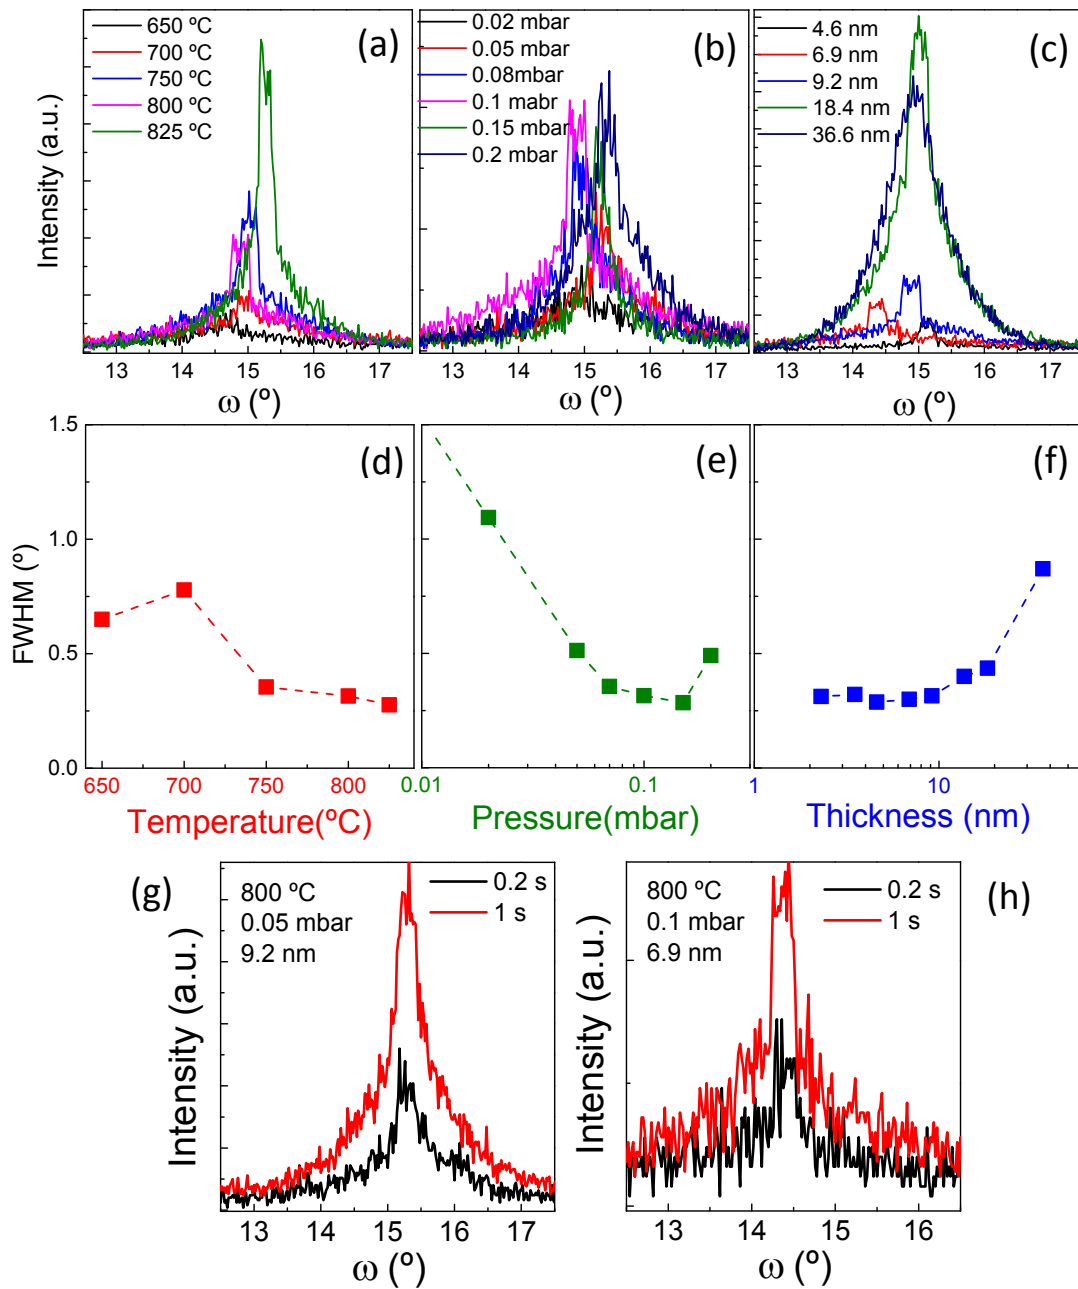 650 ºC
700 ºC
750 ºC
800 ºC
825 ºC
(a)
Intensity (a.u.)
13 14 15 16 17
ω (º)
0.02 mbar
0.05 mbar
0.08mbar
0.1 mabr
0.15 mbar
0.2 mbar
(b)
13 14 15 16 17
ω (º)
4.6 nm
6.9 nm
9.2 nm
18.4 nm
36.6 nm
(c)
13 14 15 16 17
ω (º)
FWHM (º)
1.5
1.0
0.5
0.0
(d)
650 700 750 800
Temperature(ºC)
(e)
0.01 0.1
Pressure(mbar)
(f)
1 10
Thickness (nm)
(g)
800 ºC
0.05 mbar
9.2 nm
0.2 s
1 s
Intensity (a.u.)
13 14 15 16 17
ω (º)
800 ºC
0.1 mbar
6.9 nm
0.2 s
1 s
(h)
Intensity (a.u.)
13 14 15 16
ω (º)